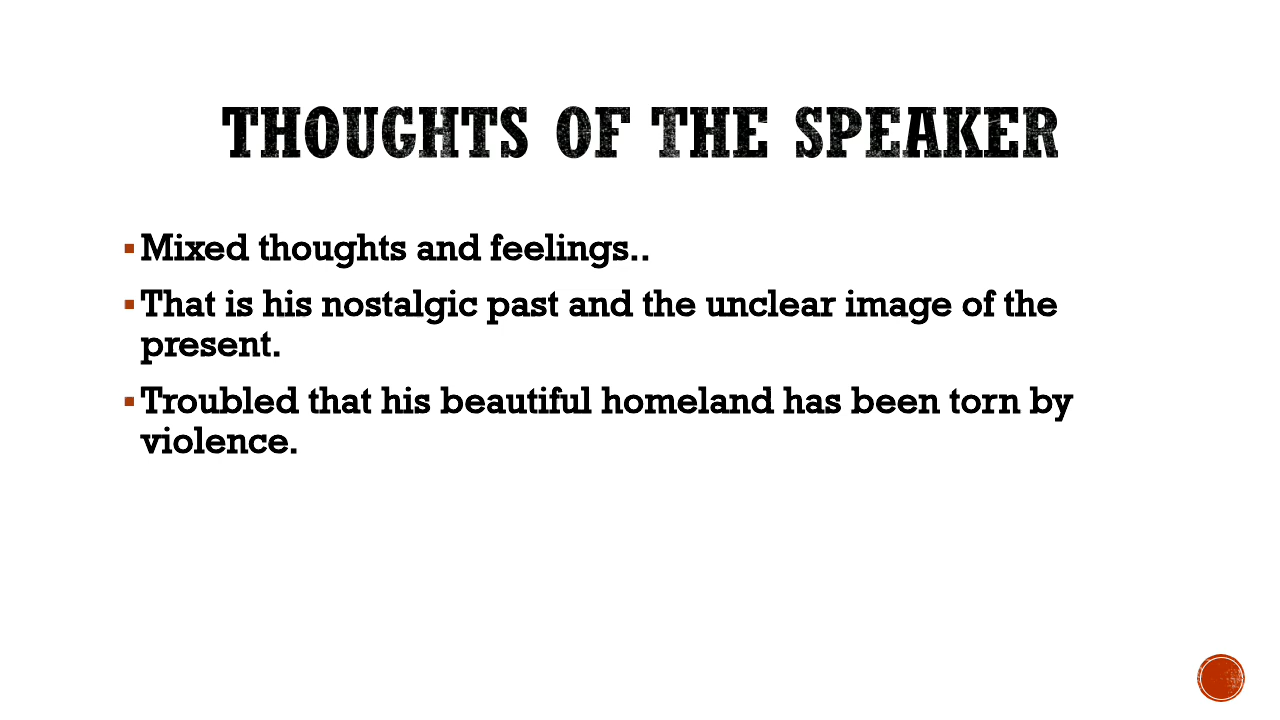 THOUGHTS OF THE SPEAKER
▪Mixed thoughts and feelings..
▪That is his nostalgic past and the unclear image of the
present.
▪Troubled that his beautiful homeland has been torn by
violence.